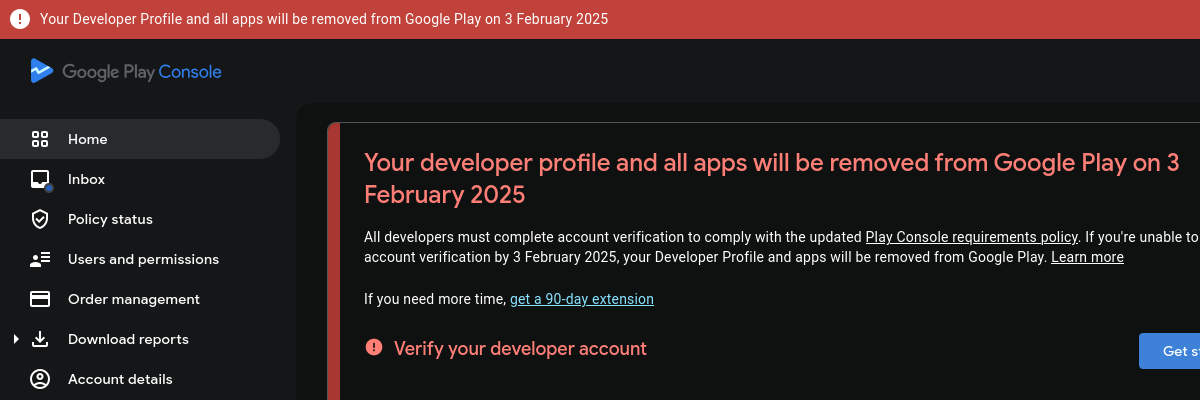 Your Developer Profile and all apps will be removed from Google Play on 3 February 2025
Google Play Console
Home
Inbox
Policy status
Users and permissions
Order management
Download reports
Account details
Your developer profile and all apps will be removed from Google Play on 3
February 2025
All developers must complete account verification to comply with the updated Play Console requirements policy. If you're unable to
account verification by 3 February 2025, your Developer Profile and apps will be removed from Google Play. Learn more
If you need more time, get a 90-day extension
Verify your developer account
Get